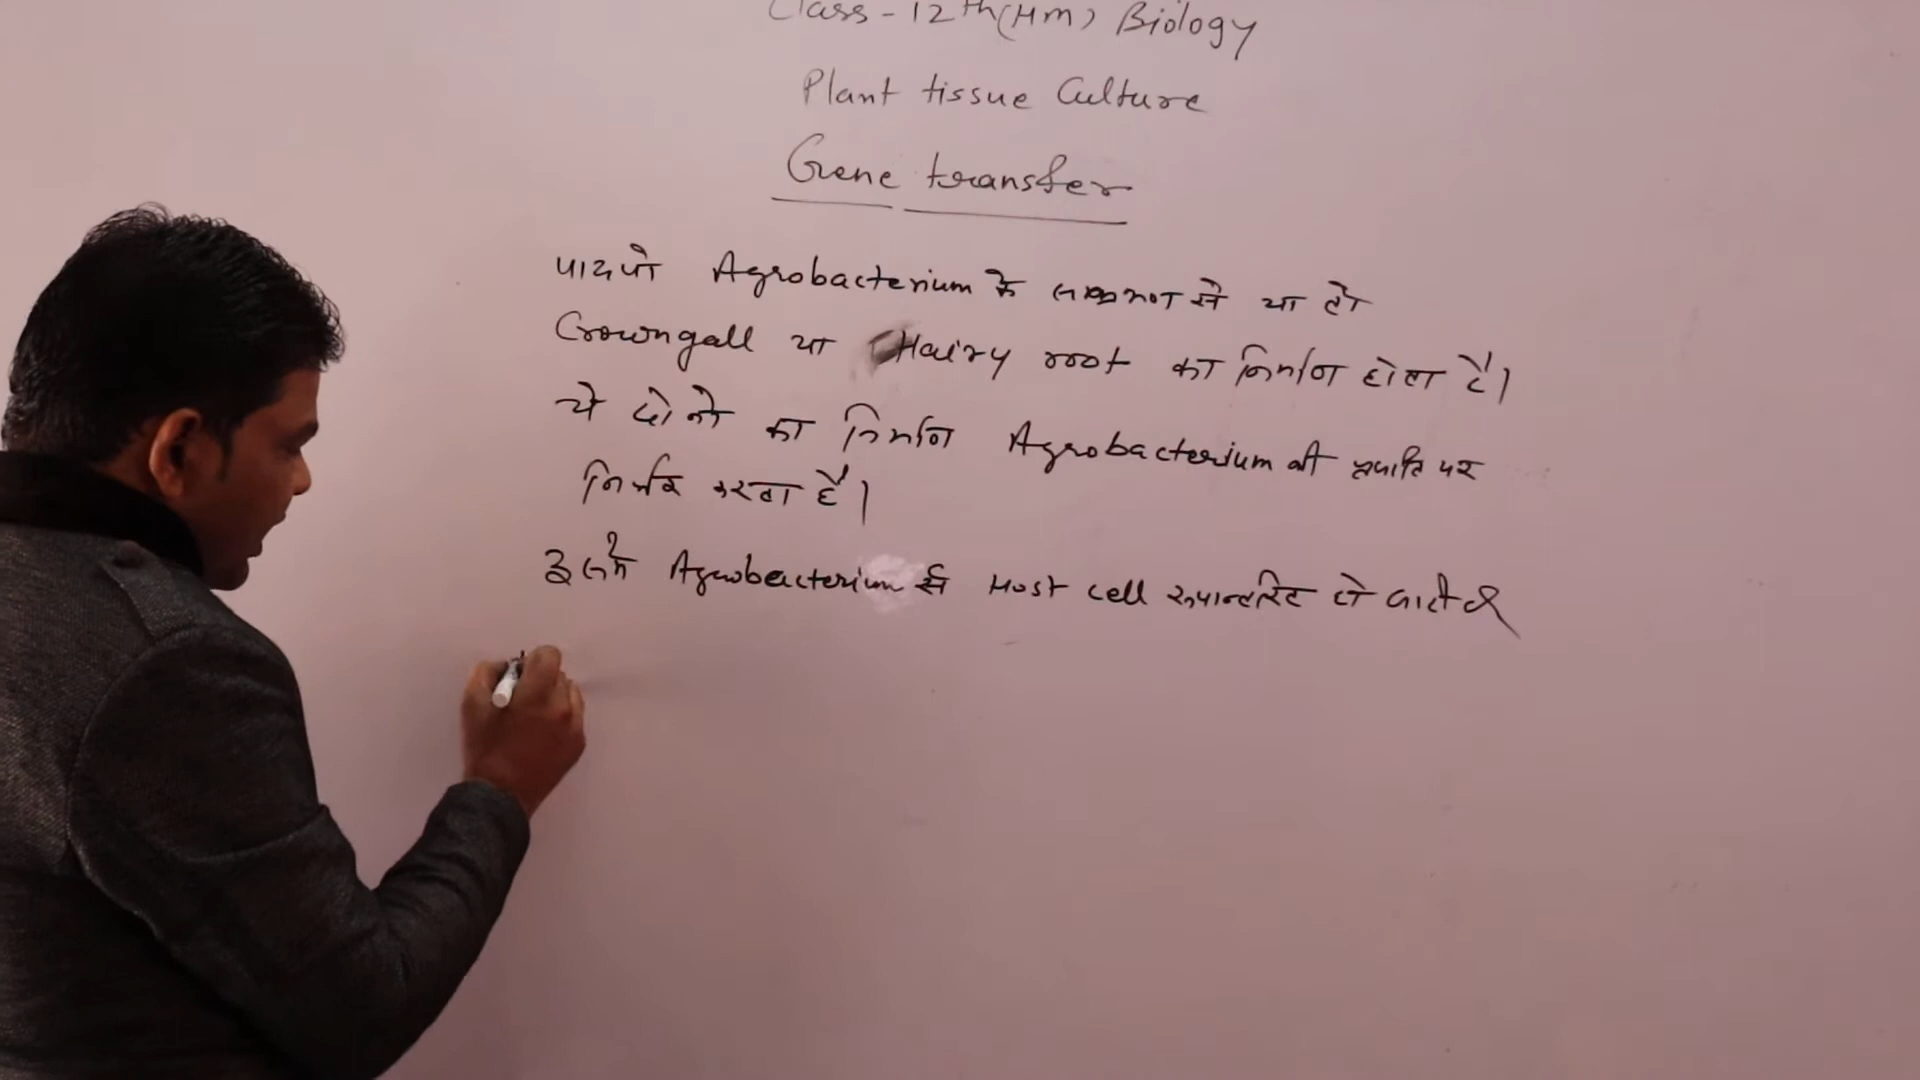 Class - 12th (Hm) Biology
Plant tissue Culture
Gene transfer
Agrobacterium के संक्रमण से या तो
Crowngall या Hairy root का निर्माण होता है।
ये दोनो का निर्माण Agrobacterium की प्रजाति पर
निर्भर करता है।
इसमें Agrobacterium से Host cell रूपान्तरित हो जाती है